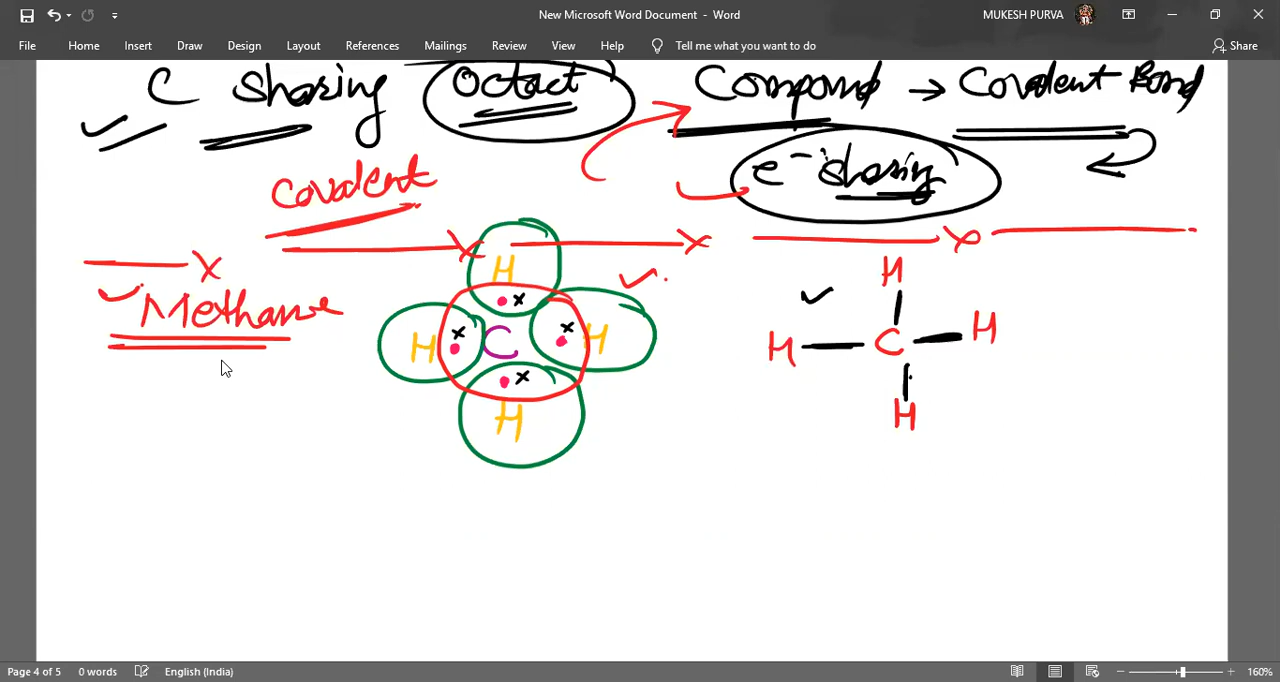 New Microsoft Word Document - Word
MUKESH PURVA
File Home Insert Draw Design Layout References Mailings Review View Help Tell me what you want to do Share
C sharing Octact Compound → Covalent Bond
e⁻ sharing
Covalent
Methane
H
H C H
H
H
H C H
H
Page 4 of 5 0 words English (India) 160%